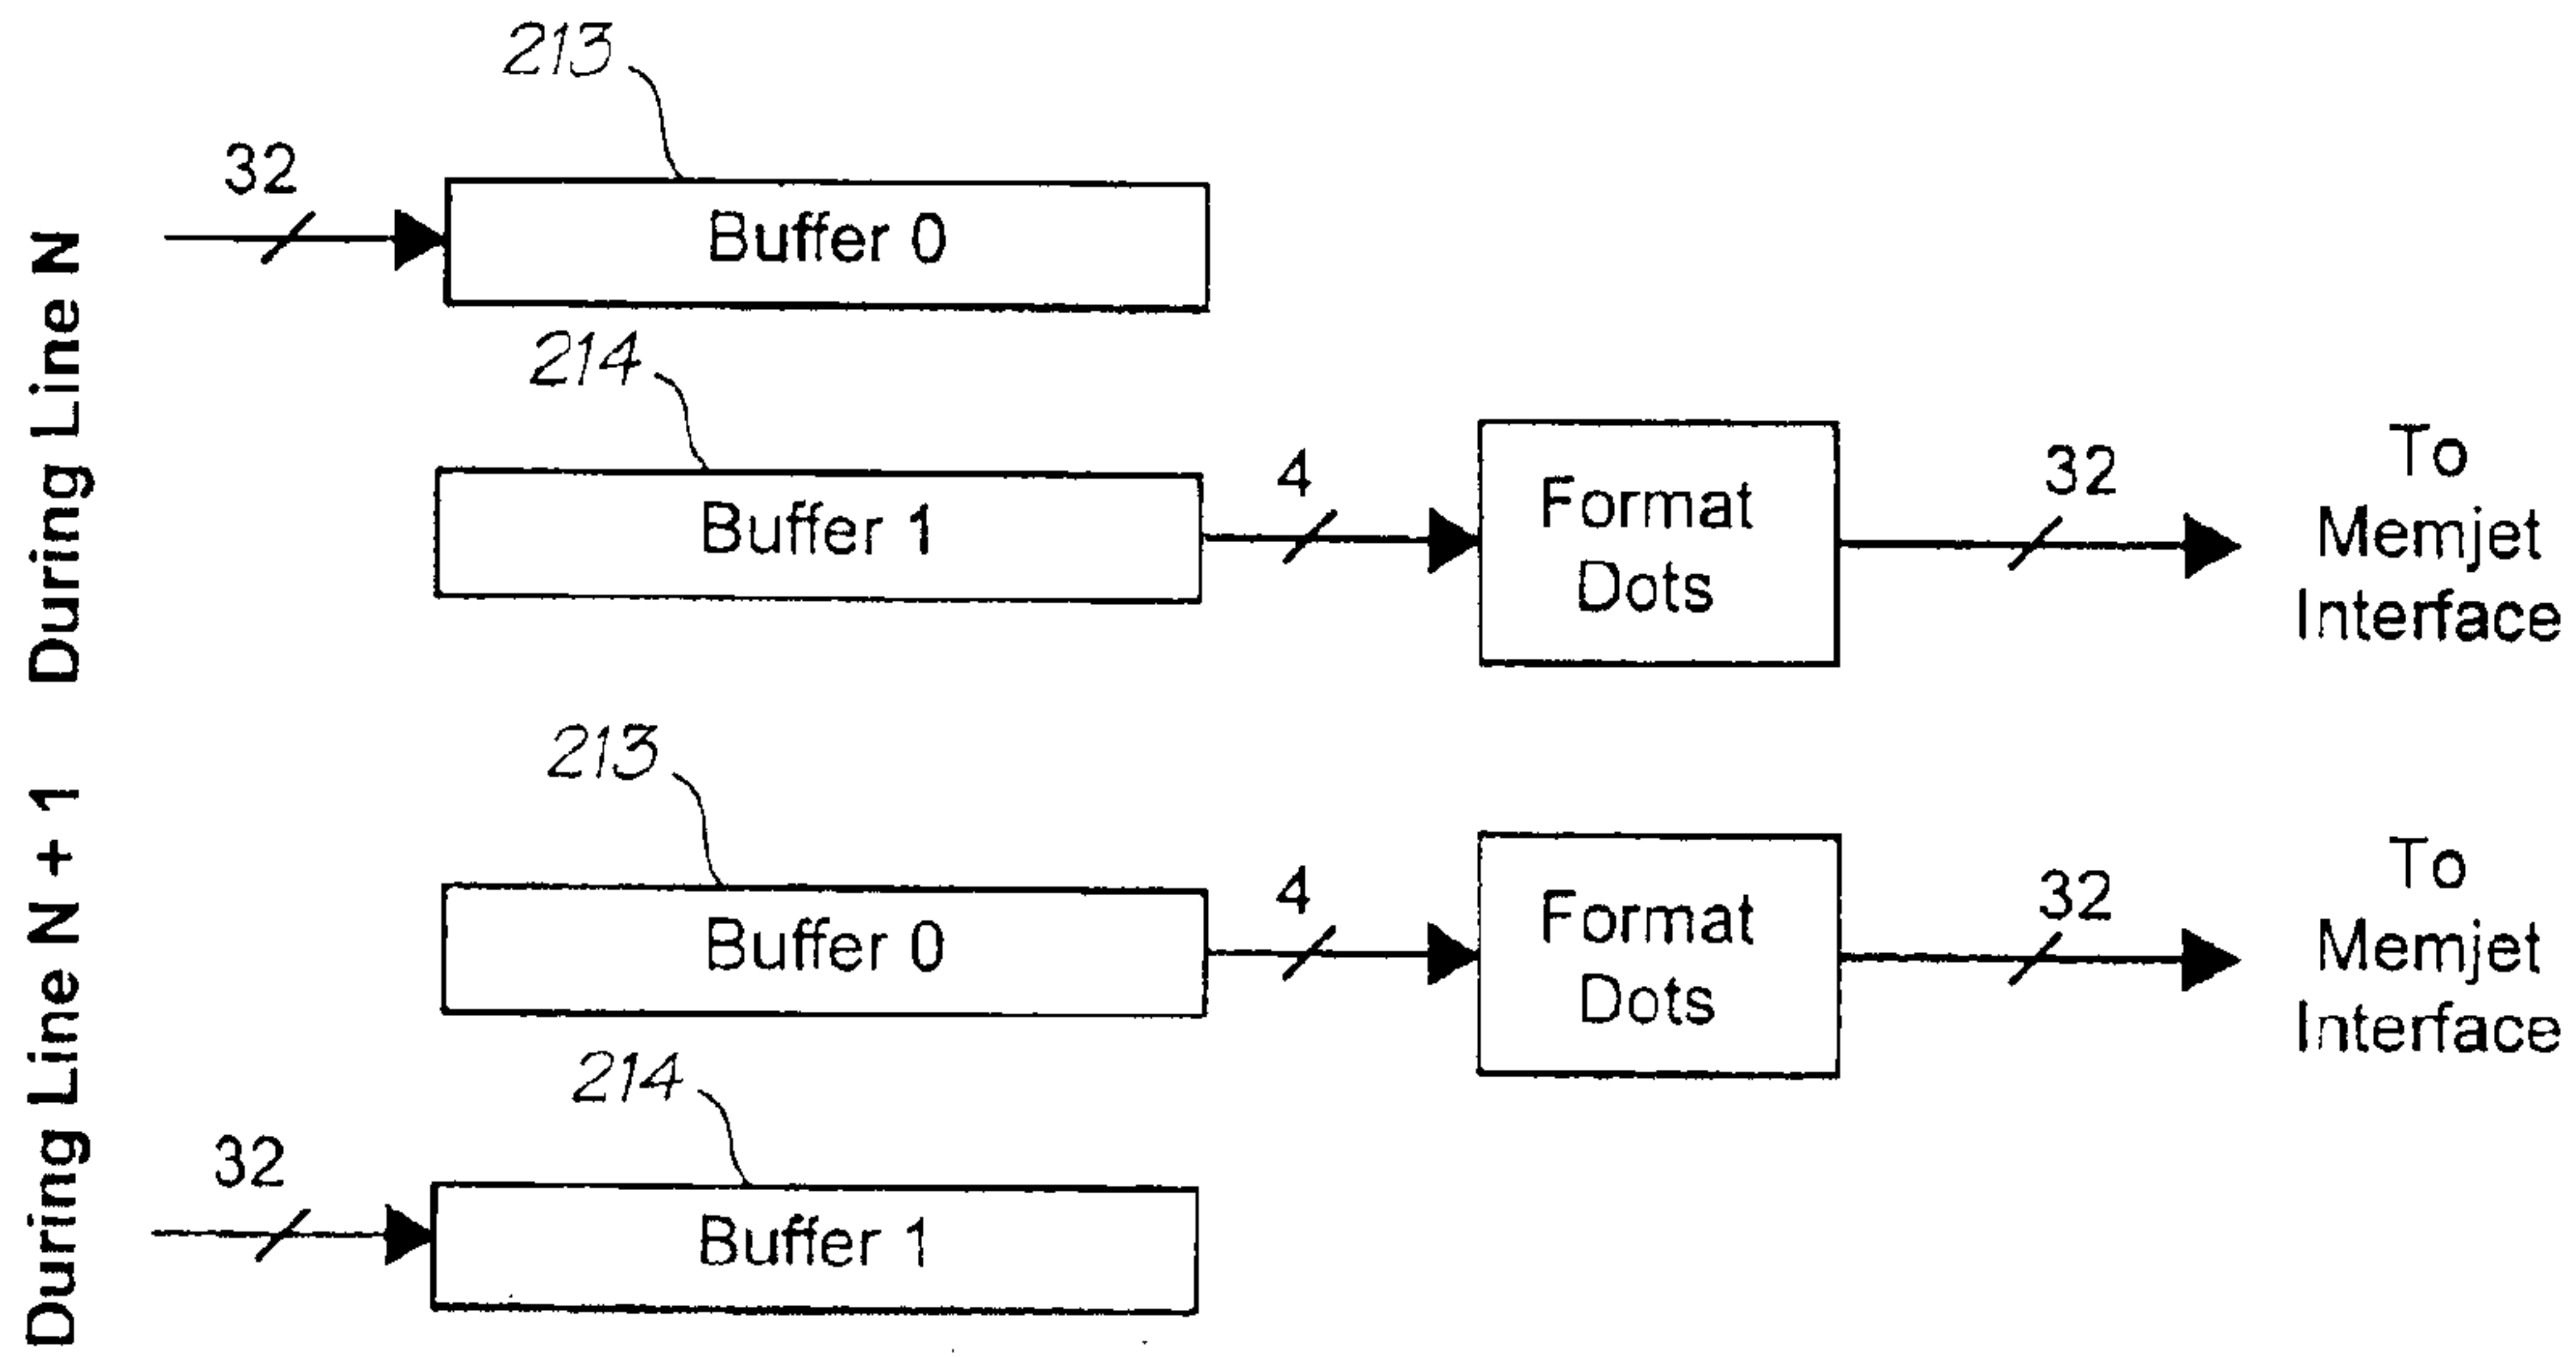 During Line N
213
32
Buffer 0
214
Buffer 1
4
Format
Dots
32
To
Memjet
Interface
During Line N + 1
213
Buffer 0
4
Format
Dots
32
To
Memjet
Interface
214
32
Buffer 1